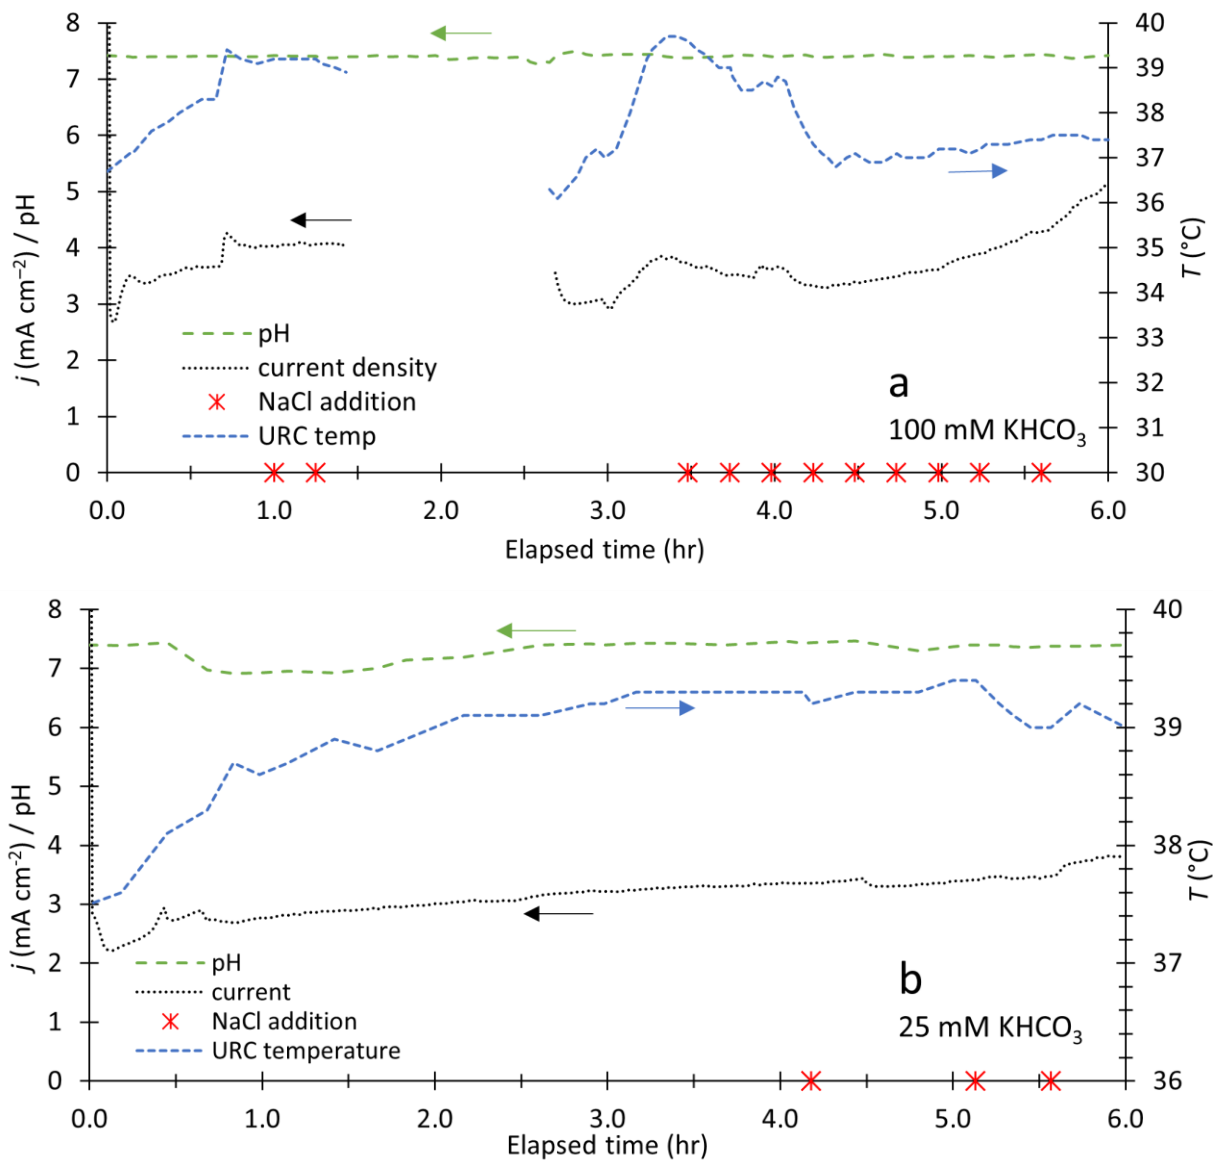 8
7
6
5
4
3
2
1
0
j (mA cm⁻²) / pH
40
39
38
37
36
35
34
33
32
31
30
T (°C)
pH
current density
NaCl addition
URC temp
a
100 mM KHCO₃
0.0 1.0 2.0 3.0 4.0 5.0 6.0
Elapsed time (hr)
8
7
6
5
4
3
2
1
0
j (mA cm⁻²) / pH
40
39
38
37
36
T (°C)
pH
current
NaCl addition
URC temperature
b
25 mM KHCO₃
0.0 1.0 2.0 3.0 4.0 5.0 6.0
Elapsed time (hr)